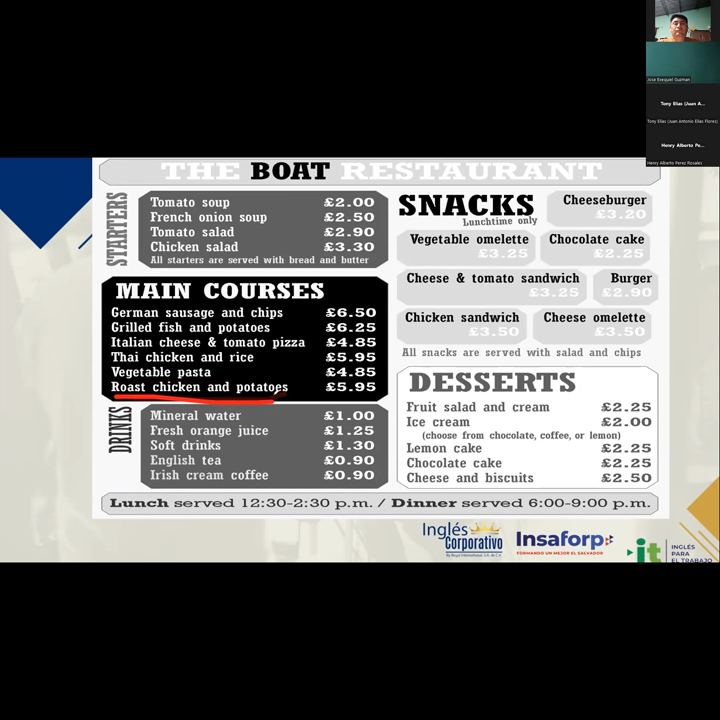 Jose Exequiel Guzman
Tony Elias (Juan A...
Tony Elias (Juan Antonio Elias Flores)
Henry Alberto Pe...
Henry Alberto Perez Rosales
THE BOAT RESTAURANT
STARTERS
Tomato soup £2.00
French onion soup £2.50
Tomato salad £2.90
Chicken salad £3.30
All starters are served with bread and butter
MAIN COURSES
German sausage and chips £6.50
Grilled fish and potatoes £6.25
Italian cheese & tomato pizza £4.85
Thai chicken and rice £5.95
Vegetable pasta £4.85
Roast chicken and potatoes £5.95
DRINKS
Mineral water £1.00
Fresh orange juice £1.25
Soft drinks £1.30
English tea £0.90
Irish cream coffee £0.90
SNACKS
Lunchtime only
Cheeseburger
£3.20
Vegetable omelette
£3.25
Chocolate cake
£2.25
Cheese & tomato sandwich
£3.25
Burger
£2.90
Chicken sandwich
£3.50
Cheese omelette
£3.50
All snacks are served with salad and chips
DESSERTS
Fruit salad and cream £2.25
Ice cream £2.00
(choose from chocolate, coffee, or lemon)
Lemon cake £2.25
Chocolate cake £2.25
Cheese and biscuits £2.50
Lunch served 12:30-2:30 p.m. / Dinner served 6:00-9:00 p.m.
Inglés
Corporativo
Insaforp
FORMANDO UN MEJOR EL SALVADOR
it
INGLÉS
PARA
EL TRABAJO